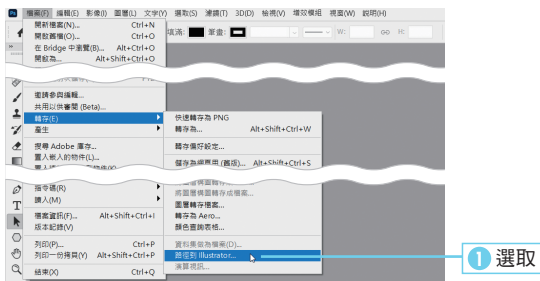 Ps 檔案(F) 編輯(E) 影像(I) 圖層(L) 文字(Y) 選取(S) 濾鏡(T) 3D(D) 檢視(V) 增效模組 視窗(W) 說明(H)
填滿: 筆畫: W: H:
開新檔案(N)... Ctrl+N
開啟舊檔(O)... Ctrl+O
在 Bridge 中瀏覽(B)... Alt+Ctrl+O
開啟為... Alt+Shift+Ctrl+O
邀請參與編輯...
共用以供審閱 (Beta)...
轉存(E)
產生
搜尋 Adobe 庫存...
置入嵌入的物件(L)...
快速轉存為 PNG
轉存為... Alt+Shift+Ctrl+W
轉存偏好設定...
儲存為網頁用 (舊版)... Alt+Shift+Ctrl+S
指令碼(R)
讀入(M)
檔案資訊(F)... Alt+Shift+Ctrl+I
版本記錄(V)
列印(P)... Ctrl+P
列印一份拷貝(Y) Alt+Shift+Ctrl+P
結束(X) Ctrl+Q
將圖層構圖轉存成檔案...
圖層轉存檔案...
轉存為 Aero...
顏色查詢表格...
資料集做為檔案(D)...
路徑到 Illustrator...
演算視訊...
1 選取